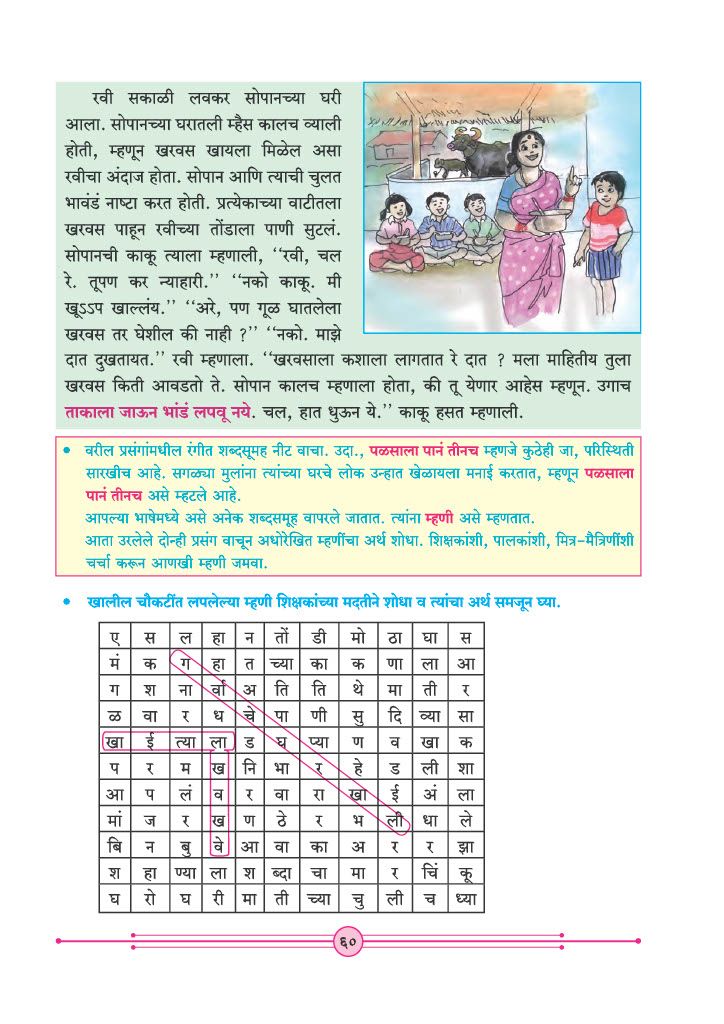 रवी सकाळी लवकर सोपानच्या घरी
आला. सोपानच्या घरातली म्हैस कालच व्याली
होती, म्हणून खरवस खायला मिळेल असा
रवीचा अंदाज होता. सोपान आणि त्याची चुलत
भावंडं नाष्टा करत होती. प्रत्येकाच्या वाटीतला
खरवस पाहून रवीच्या तोंडाला पाणी सुटलं.
सोपानची काकू त्याला म्हणाली, ‘‘रवी, चल
रे. तूपण कर न्याहारी.’’ ‘‘नको काकू. मी
खूऽऽप खाल्लंय.’’ ‘‘अरे, पण गूळ घातलेला
खरवस तर घेशील की नाही ?’’ ‘‘नको. माझे
दात दुखतायत.’’ रवी म्हणाला. ‘‘खरवसाला कशाला लागतात रे दात ? मला माहितीय तुला
खरवस किती आवडतो ते. सोपान कालच म्हणाला होता, की तू येणार आहेस म्हणून. उगाच
ताकाला जाऊन भांडं लपवू नये. चल, हात धुऊन ये.’’ काकू हसत म्हणाली.
• वरील प्रसंगांमधील रंगीत शब्दसूमह नीट वाचा. उदा., पळसाला पानं तीनच म्हणजे कुठेही जा, परिस्थिती
सारखीच आहे. सगळ्या मुलांना त्यांच्या घरचे लोक उन्हात खेळायला मनाई करतात, म्हणून पळसाला
पानं तीनच असे म्हटले आहे.
आपल्या भाषेमध्ये असे अनेक शब्दसमूह वापरले जातात. त्यांना म्हणी असे म्हणतात.
आता उरलेले दोन्ही प्रसंग वाचून अधोरेखित म्हणींचा अर्थ शोधा. शिक्षकांशी, पालकांशी, मित्र-मैत्रिणींशी
चर्चा करून आणखी म्हणी जमवा.
• खालील चौकटींत लपलेल्या म्हणी शिक्षकांच्या मदतीने शोधा व त्यांचा अर्थ समजून घ्या.
ए स ल हा न तों डी मो ठा घा स
मं क ग हा त च्या का क णा ला आ
ग श ना र्वा अ ति ति थे मा ती र
ळ वा र ध चे पा णी सु दि व्या सा
खा ई त्या ला ड घ प्या ण व खा क
प र म ख नि भा र हे ड ली शा
आ प लं व र वा रा खा ई अं ला
मां ज र ख ण ठे र भ ली धा ले
बि न बु वे आ वा का अ र र झा
श हा ण्या ला श ब्दा चा मा र चिं कू
घ रो घ री मा ती च्या चु ली च ध्या
६०